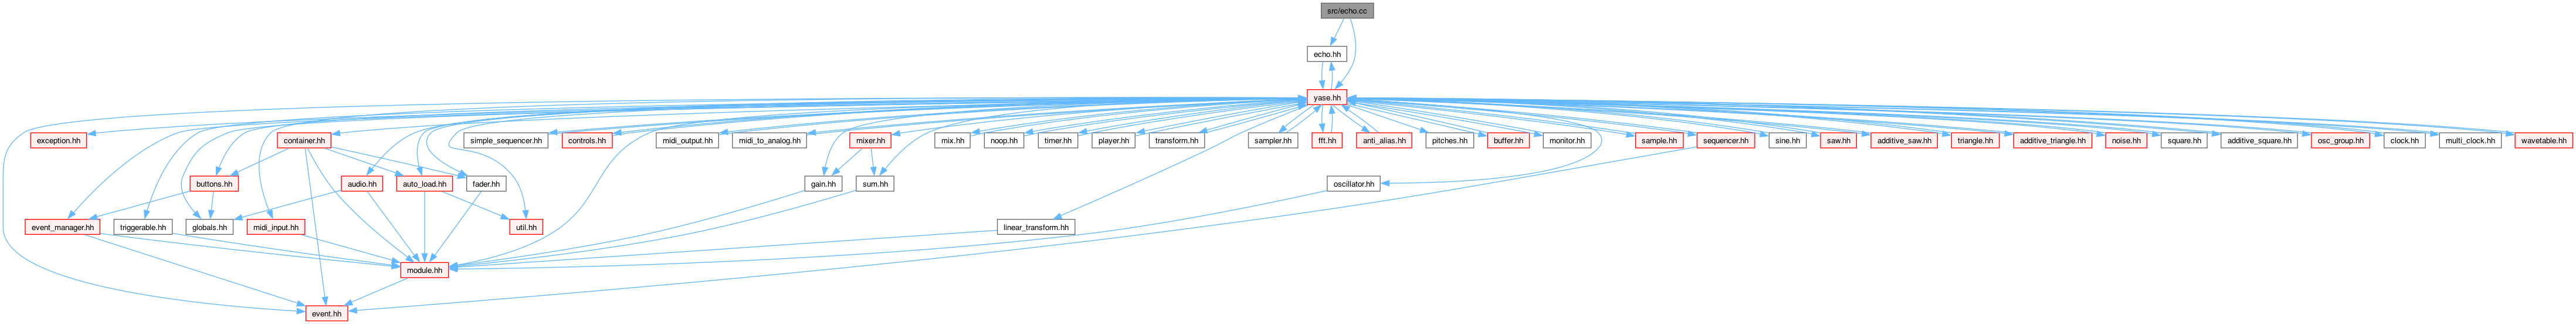 src/echo.cc
echo.hh
yase.hh
exception.hh
container.hh
simple_sequencer.hh
controls.hh
midi_output.hh
midi_to_analog.hh
mixer.hh
mix.hh
noop.hh
timer.hh
player.hh
transform.hh
sampler.hh
fft.hh
anti_alias.hh
pitches.hh
buffer.hh
monitor.hh
sample.hh
sequencer.hh
sine.hh
saw.hh
additive_saw.hh
triangle.hh
additive_triangle.hh
noise.hh
square.hh
additive_square.hh
osc_group.hh
clock.hh
multi_clock.hh
wavetable.hh
buttons.hh
audio.hh
auto_load.hh
fader.hh
gain.hh
sum.hh
oscillator.hh
event_manager.hh
triggerable.hh
globals.hh
midi_input.hh
util.hh
linear_transform.hh
module.hh
event.hh